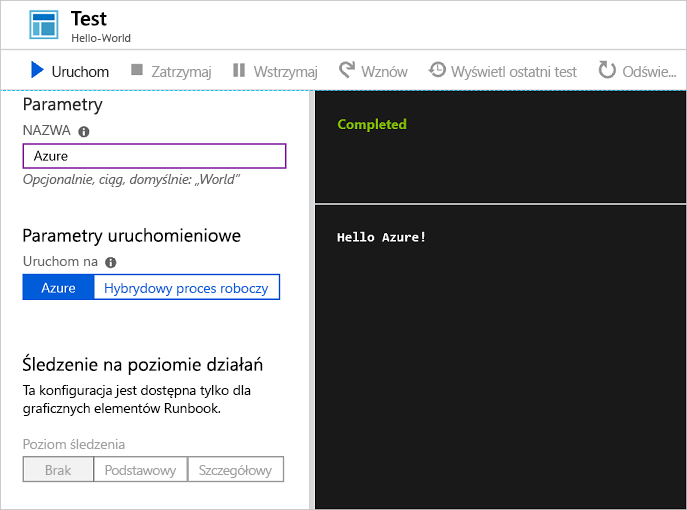 Test
Hello-World
Uruchom
Zatrzymaj
Wstrzymaj
Wznów
Wyświetl ostatni test
Odświe...
Parametry
NAZWA
Azure
Opcjonalnie, ciąg, domyślnie: „World”
Parametry uruchomieniowe
Uruchom na
Azure
Hybrydowy proces roboczy
Śledzenie na poziomie działań
Ta konfiguracja jest dostępna tylko dla
graficznych elementów Runbook.
Poziom śledzenia
Brak
Podstawowy
Szczegółowy
Completed
Hello Azure!